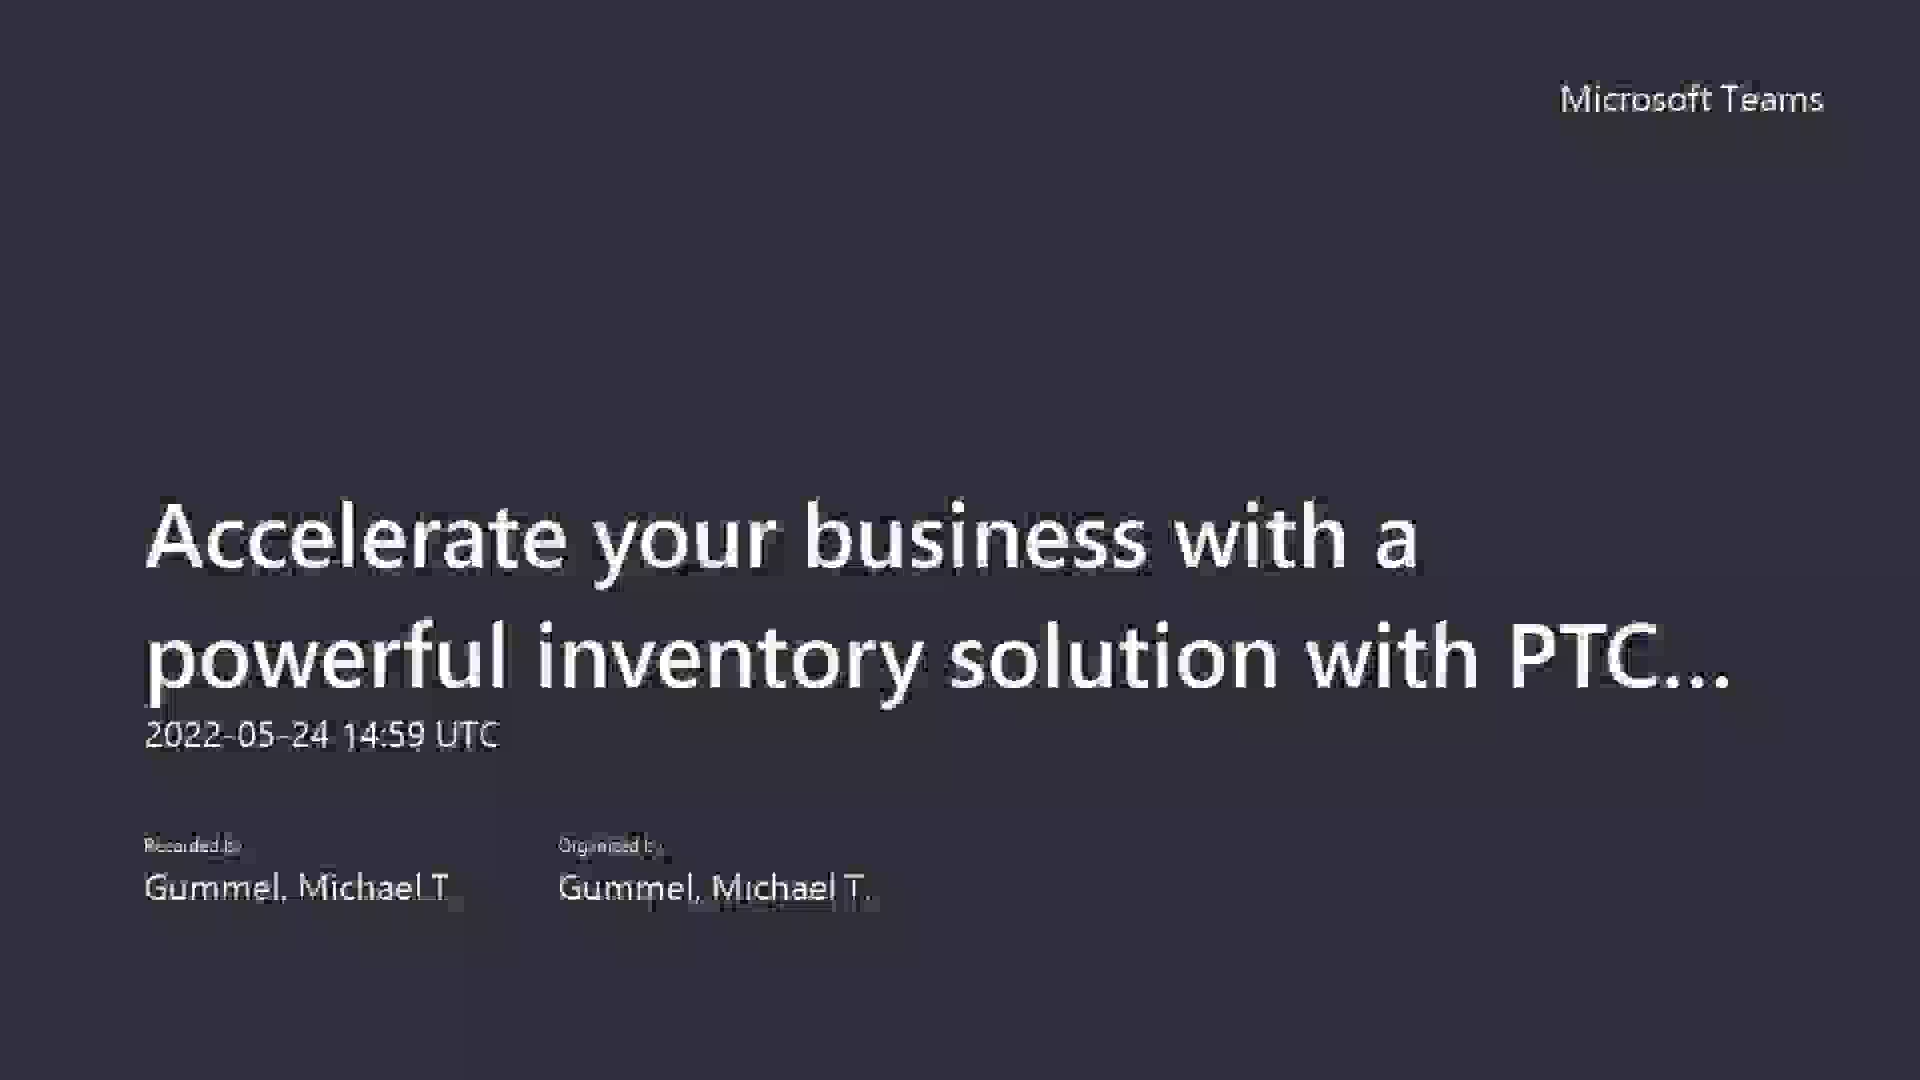 Microsoft Teams
Accelerate your business with a
powerful inventory solution with PTC...
2022-05-24 14:59 UTC
Recorded by
Organized by
Gummel, Michael T.
Gummel, Michael T.